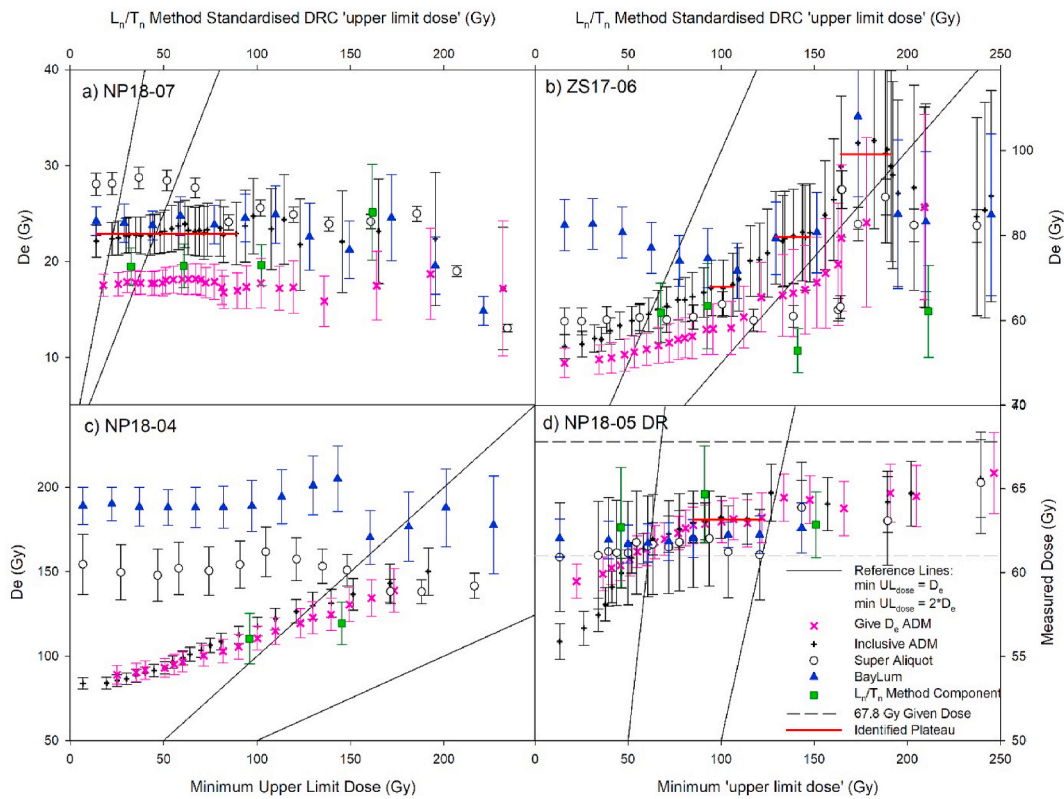 Lₙ/Tₙ Method Standardised DRC 'upper limit dose' (Gy)
Lₙ/Tₙ Method Standardised DRC 'upper limit dose' (Gy)
0 50 100 150 200
0 50 100 150 200 250
a) NP18-07
b) ZS17-06
De (Gy)
40
30
20
10
De (Gy)
100
80
60
40
c) NP18-04
d) NP18-05 DR
De (Gy)
200
150
100
50
Measured Dose (Gy)
70
65
60
55
50
Reference Lines:
min ULdose = Dₑ
min ULdose = 2*Dₑ
Give Dₑ ADM
Inclusive ADM
Super Aliquot
BayLum
Lₙ/Tₙ Method Component
67.8 Gy Given Dose
Identified Plateau
0 50 100 150 200
0 50 100 150 200 250
Minimum Upper Limit Dose (Gy)
Minimum 'upper limit dose' (Gy)